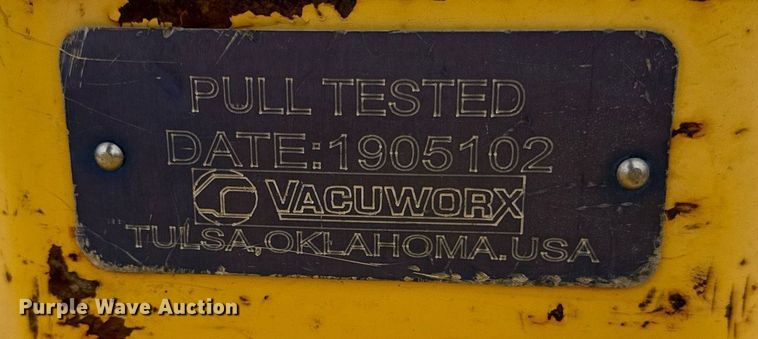 PULL TESTED
DATE:1905102
VACUWORX
TULSA,OKLAHOMA.USA
Purple Wave Auction